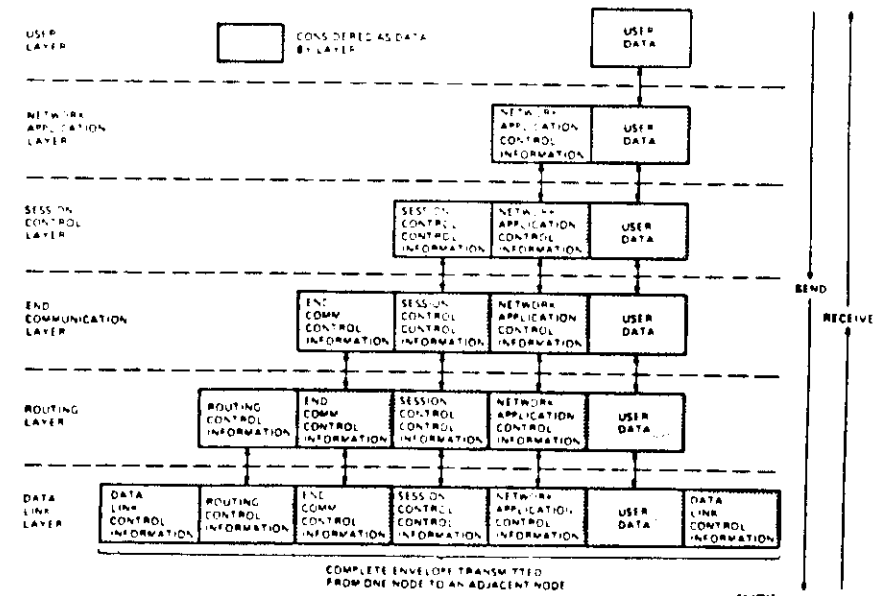 USER
LAYER
CONSIDERED AS DATA
BY LAYER
USER
DATA
NETWORK
APPLICATION
LAYER
NETWORK
APPLICATION
CONTROL
INFORMATION
USER
DATA
SESSION
CONTROL
LAYER
SESSION
CONTROL
CONTROL
INFORMATION
NETWORK
APPLICATION
CONTROL
INFORMATION
USER
DATA
END
COMMUNICATION
LAYER
END
COMM
CONTROL
INFORMATION
SESSION
CONTROL
CONTROL
INFORMATION
NETWORK
APPLICATION
CONTROL
INFORMATION
USER
DATA
SEND
RECEIVE
ROUTING
LAYER
ROUTING
CONTROL
INFORMATION
END
COMM
CONTROL
INFORMATION
SESSION
CONTROL
CONTROL
INFORMATION
NETWORK
APPLICATION
CONTROL
INFORMATION
USER
DATA
DATA
LINK
LAYER
DATA
LINK
CONTROL
INFORMATION
ROUTING
CONTROL
INFORMATION
END
COMM
CONTROL
INFORMATION
SESSION
CONTROL
CONTROL
INFORMATION
NETWORK
APPLICATION
CONTROL
INFORMATION
USER
DATA
DATA
LINK
CONTROL
INFORMATION
COMPLETE ENVELOPE TRANSMITTED
FROM ONE NODE TO AN ADJACENT NODE